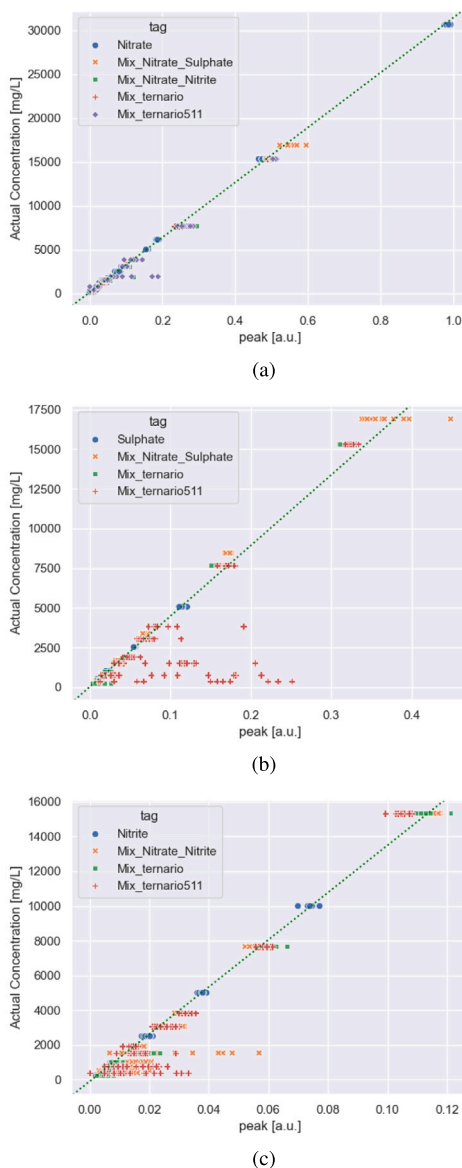 30000
25000
20000
15000
10000
5000
0
Actual Concentration [mg/L]
tag
Nitrate
Mix_Nitrate_Sulphate
Mix_Nitrate_Nitrite
Mix_ternario
Mix_ternario511
0.0 0.2 0.4 0.6 0.8 1.0
peak [a.u.]
(a)
17500
15000
12500
10000
7500
5000
2500
0
Actual Concentration [mg/L]
tag
Sulphate
Mix_Nitrate_Sulphate
Mix_ternario
Mix_ternario511
0.0 0.1 0.2 0.3 0.4
peak [a.u.]
(b)
16000
14000
12000
10000
8000
6000
4000
2000
0
Actual Concentration [mg/L]
tag
Nitrite
Mix_Nitrate_Nitrite
Mix_ternario
Mix_ternario511
0.00 0.02 0.04 0.06 0.08 0.10 0.12
peak [a.u.]
(c)